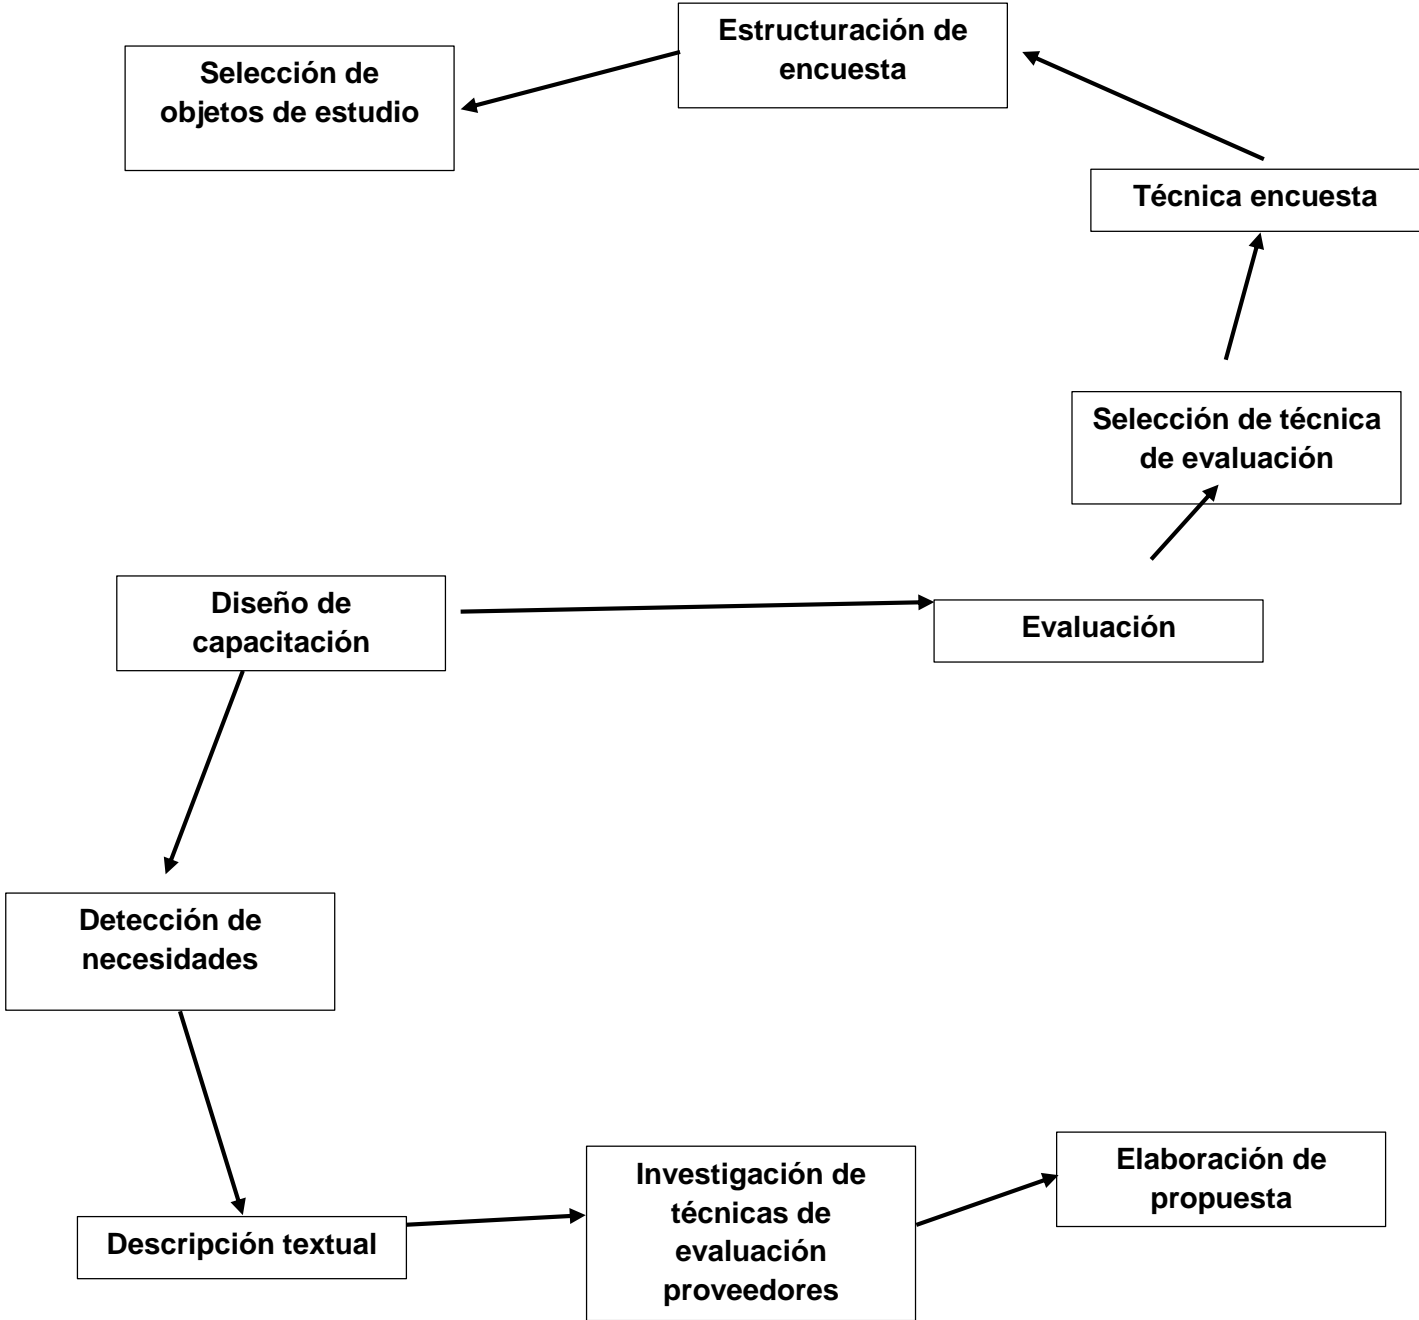 Estructuración de
encuesta
Selección de
objetos de estudio
Técnica encuesta
Selección de técnica
de evaluación
Diseño de
capacitación
Evaluación
Detección de
necesidades
Descripción textual
Investigación de
técnicas de
evaluación
proveedores
Elaboración de
propuesta